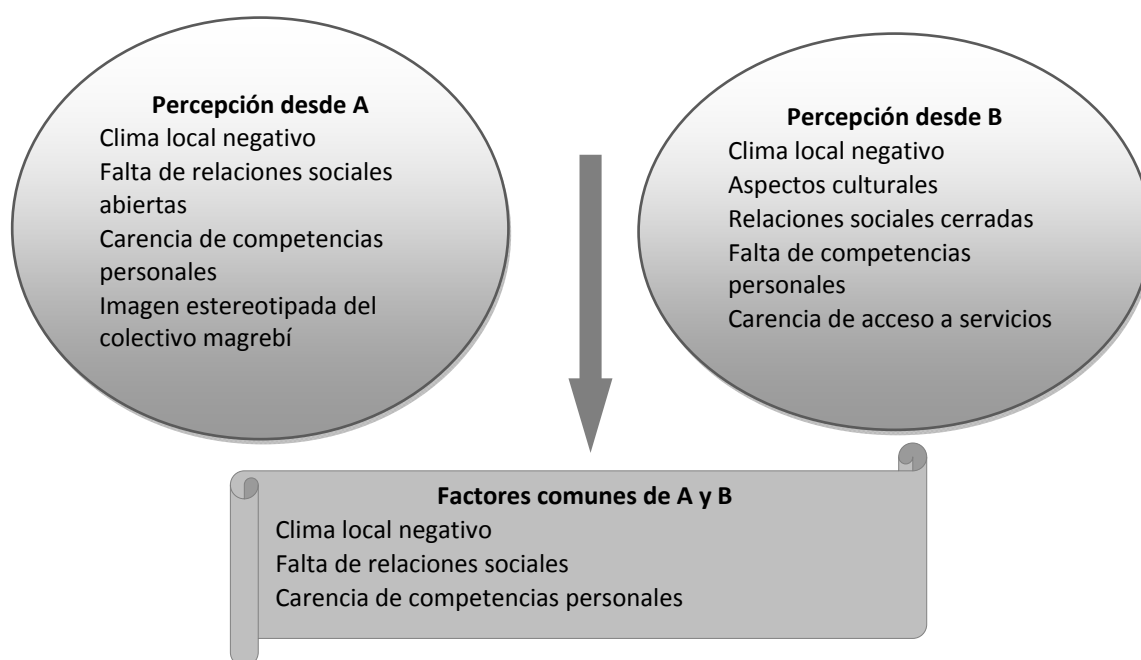 Percepción desde A
Clima local negativo
Falta de relaciones sociales
abiertas
Carencia de competencias
personales
Imagen estereotipada del
colectivo magrebí
Percepción desde B
Clima local negativo
Aspectos culturales
Relaciones sociales cerradas
Falta de competencias
personales
Carencia de acceso a servicios
Factores comunes de A y B
Clima local negativo
Falta de relaciones sociales
Carencia de competencias personales